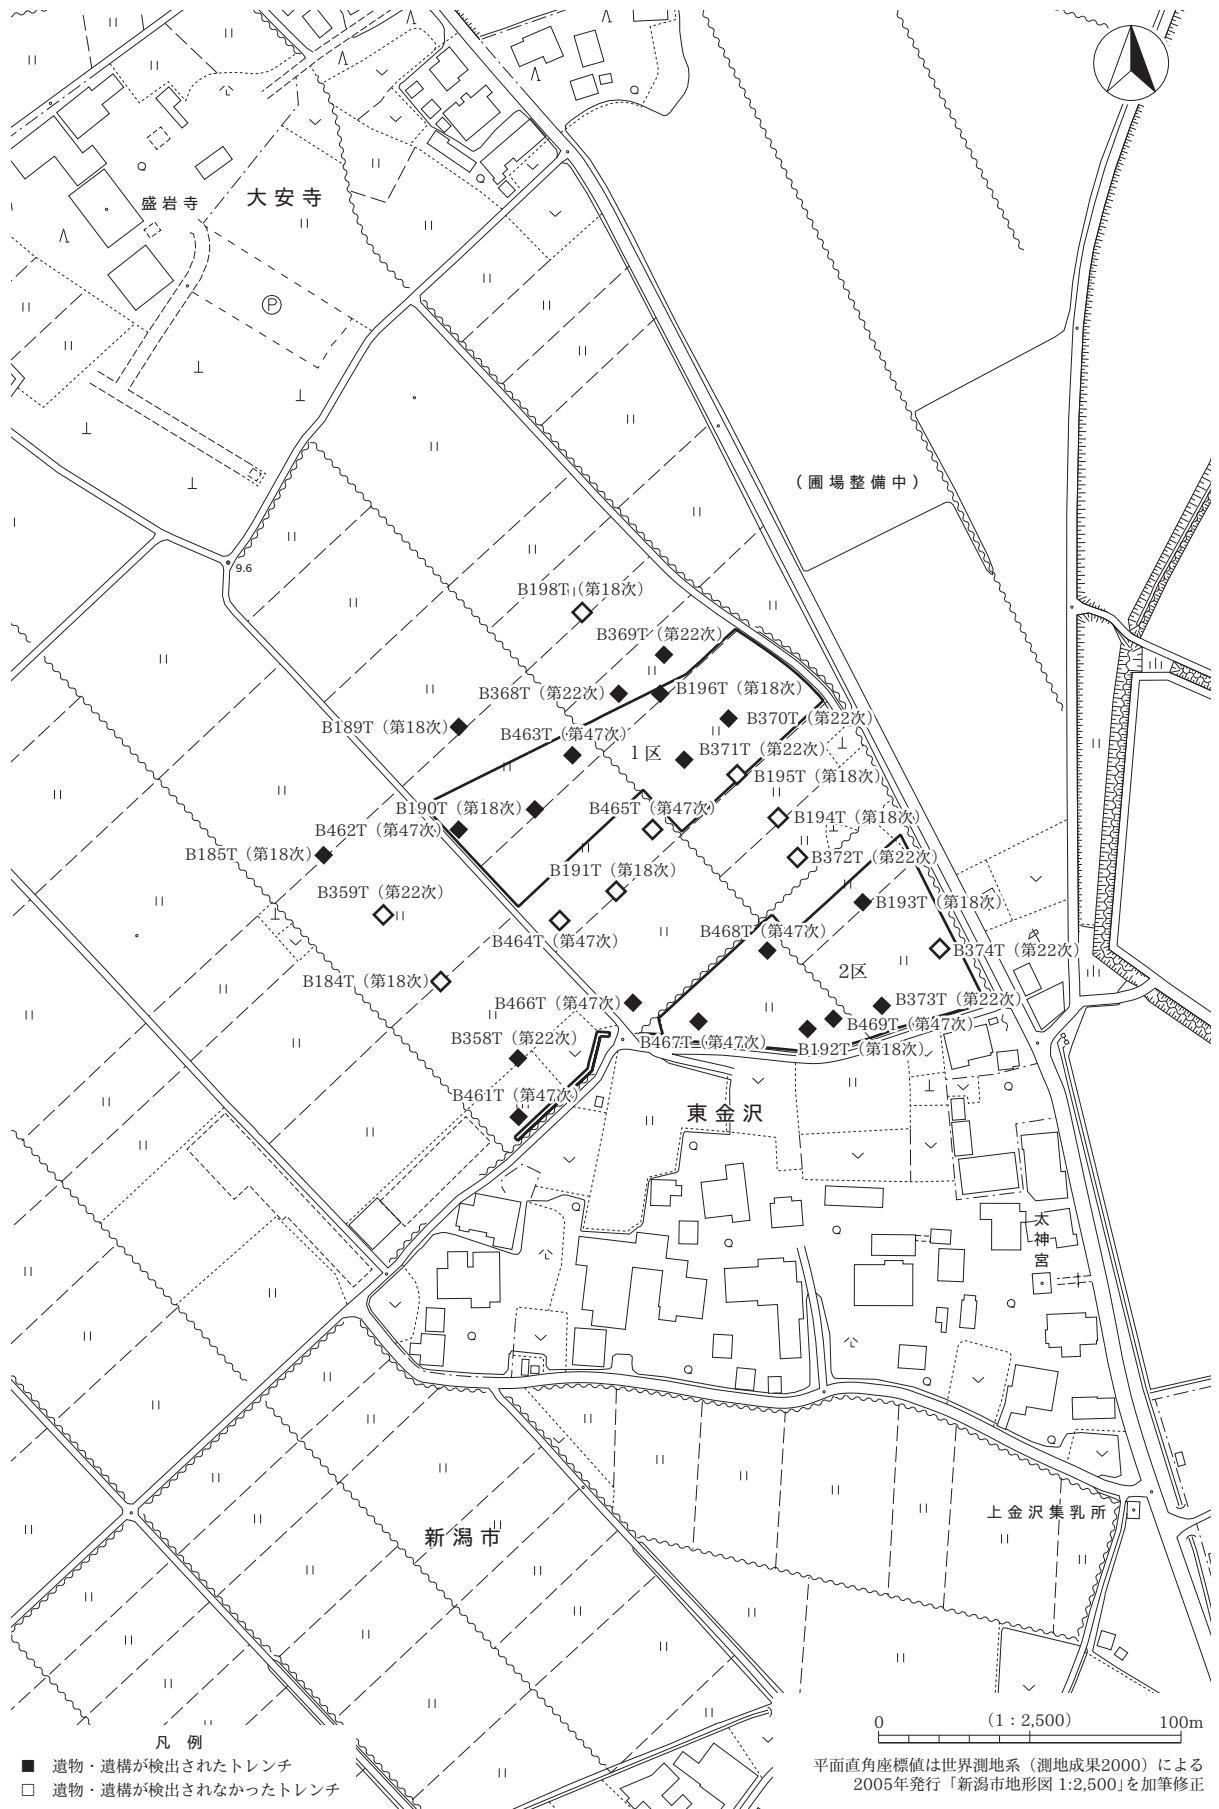 盛岩寺
大安寺
P
(圃場整備中)
9.6
B198T(第18次)
B369T(第22次)
B368T(第22次)
B196T(第18次)
B189T(第18次)
B463T(第47次)
B370T(第22次)
1区
B371T(第22次)
B195T(第18次)
B190T(第18次)
B465T(第47次)
B194T(第18次)
B462T(第47次)
B185T(第18次)
B191T(第18次)
B372T(第22次)
B359T(第22次)
B193T(第18次)
B464T(第47次)
B468T(第47次)
B374T(第22次)
B184T(第18次)
2区
B466T(第47次)
B373T(第22次)
B358T(第22次)
B467T(第47次)
B469T(第47次)
B192T(第18次)
B461T(第47次)
東金沢
太神宮
上金沢集乳所
新潟市
凡 例
■ 遺物・遺構が検出されたトレンチ
□ 遺物・遺構が検出されなかったトレンチ
0 (1:2,500) 100m
平面直角座標値は世界測地系(測地成果2000)による
2005年発行「新潟市地形図 1:2,500」を加筆修正